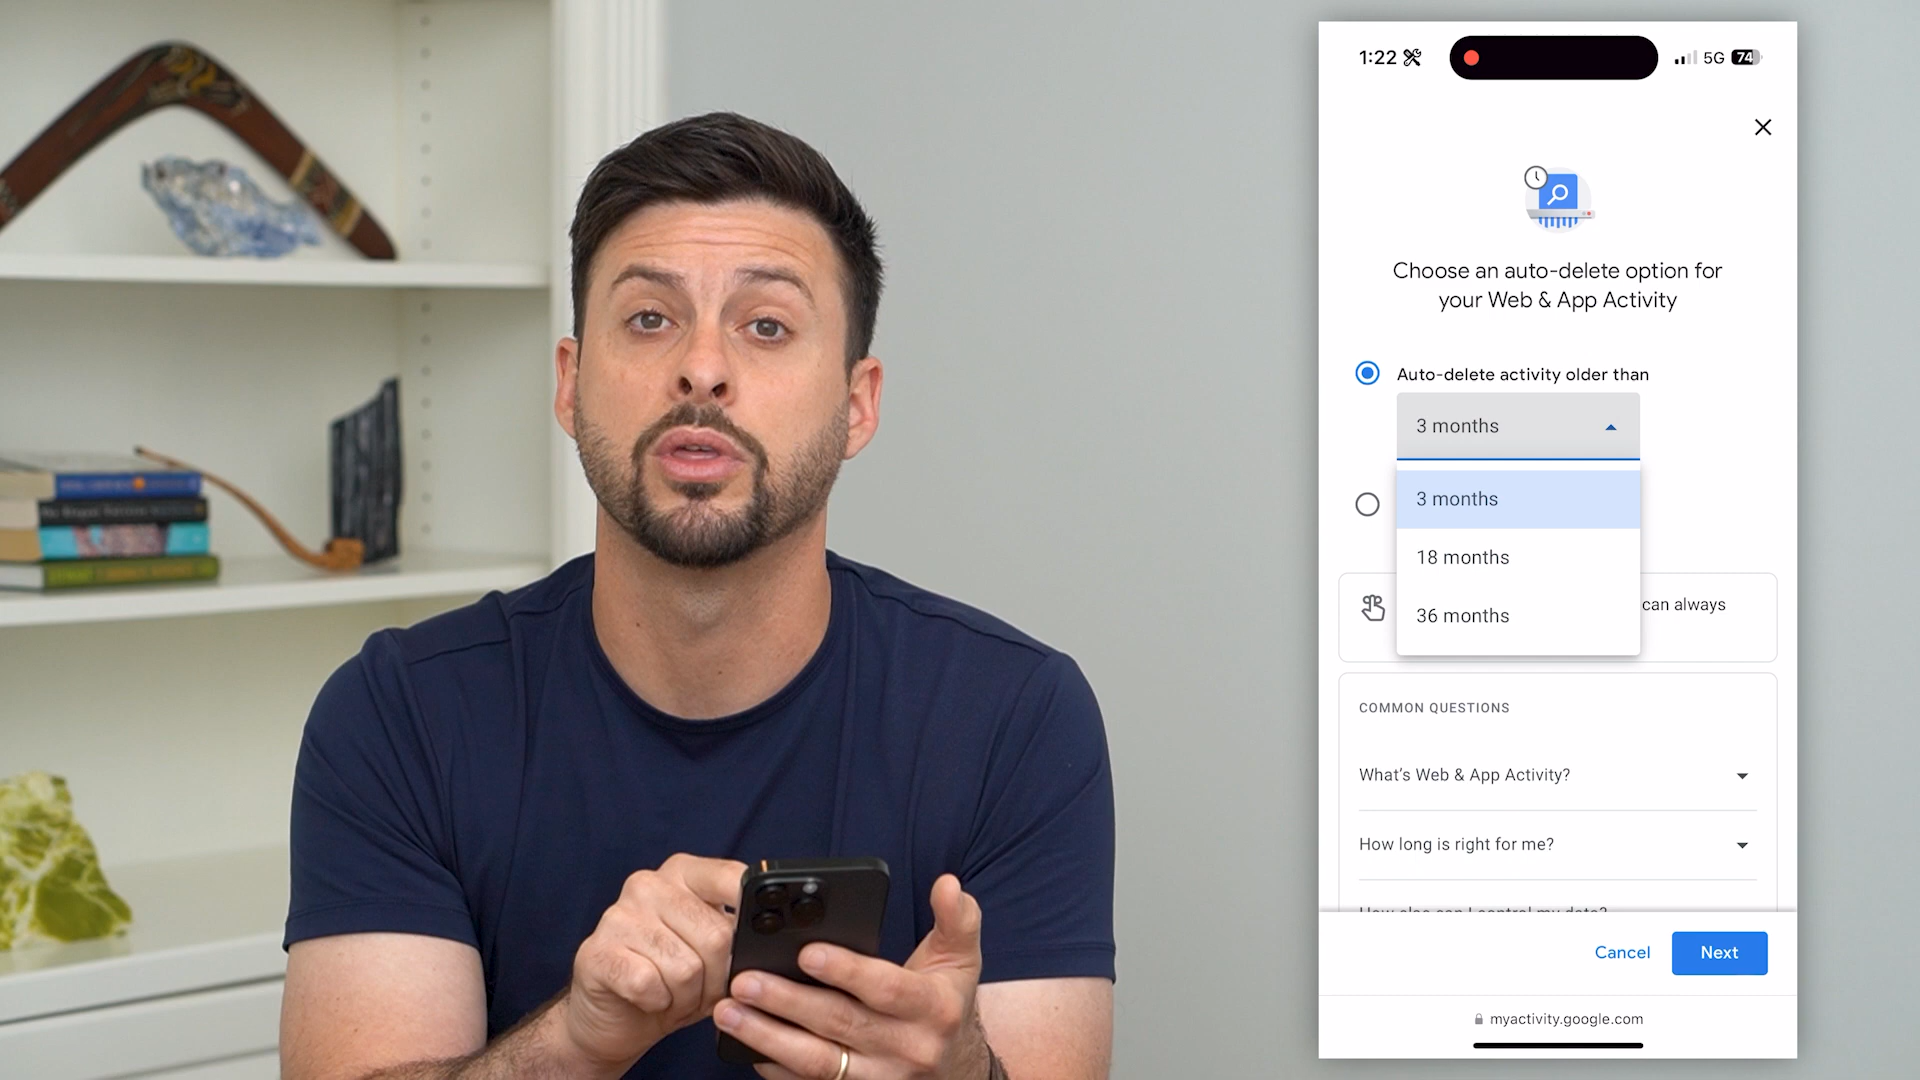 1:22
5G
74
Choose an auto-delete option for
your Web & App Activity
Auto-delete activity older than
3 months
3 months
18 months
36 months
can always
COMMON QUESTIONS
What's Web & App Activity?
How long is right for me?
Cancel
Next
myactivity.google.com